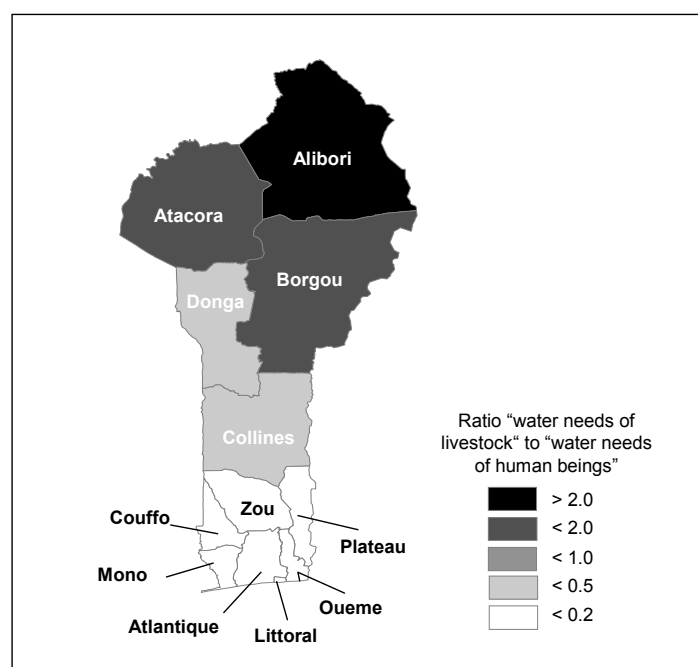 Alibori
Atacora
Borgou
Donga
Collines
Zou
Couffo
Plateau
Mono
Oueme
Atlantique
Littoral
Ratio “water needs of
livestock“ to “water needs
of human beings”
> 2.0
< 2.0
< 1.0
< 0.5
< 0.2